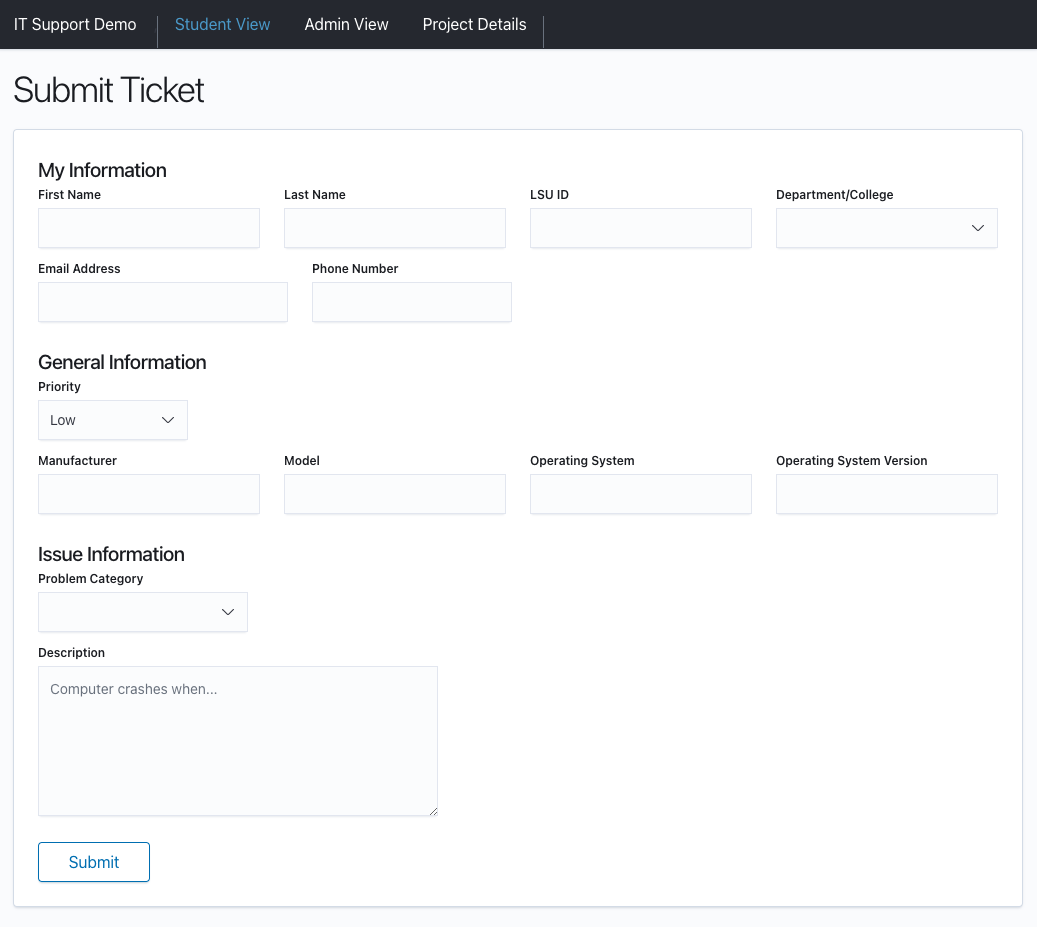 IT Support Demo Student View Admin View Project Details
Submit Ticket
My Information
First Name Last Name LSU ID Department/College
Email Address Phone Number
General Information
Priority
Low
Manufacturer Model Operating System Operating System Version
Issue Information
Problem Category
Description
Computer crashes when...
Submit